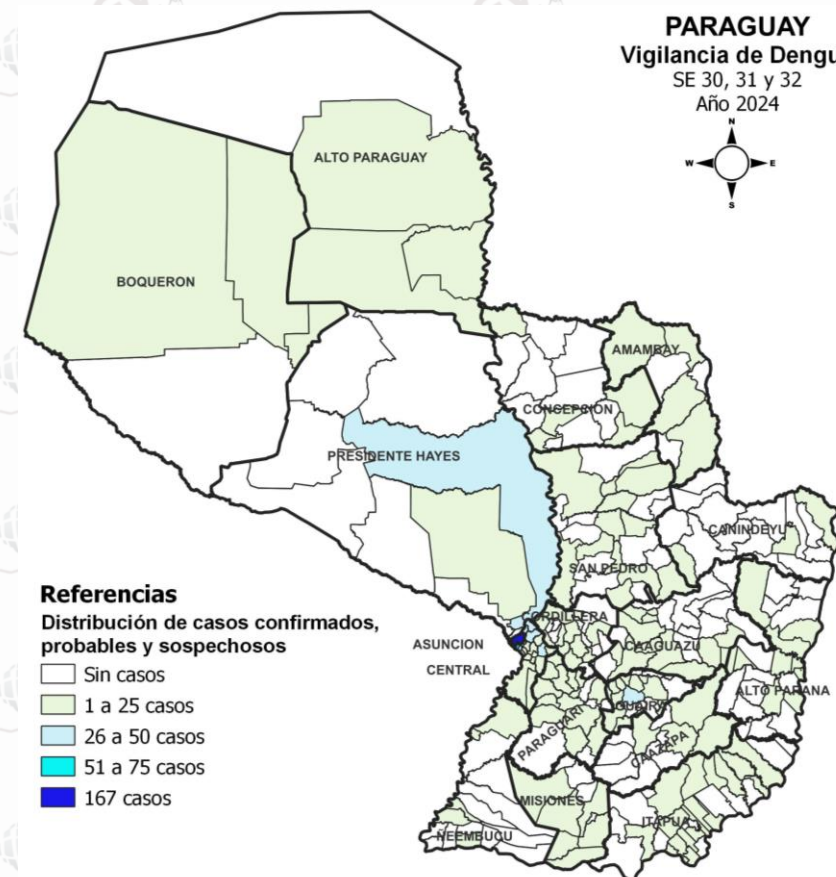 PARAGUAY
Vigilancia de Dengu
SE 30, 31 y 32
Año 2024
N
W E
S
ALTO PARAGUAY
BOQUERON
AMAMBAY
CONCEPCION
PRESIDENTE HAYES
CANINDEYU
SAN PEDRO
Referencias
Distribución de casos confirmados,
probables y sospechosos
Sin casos
1 a 25 casos
26 a 50 casos
51 a 75 casos
167 casos
ORDILLERA
ASUNCION
CENTRAL
CAAGUAZU
ALTO PARANA
GUAIRA
PARAGUARI
CAAZAPA
MISIONES
ITAPUA
ÑEEMBUCU